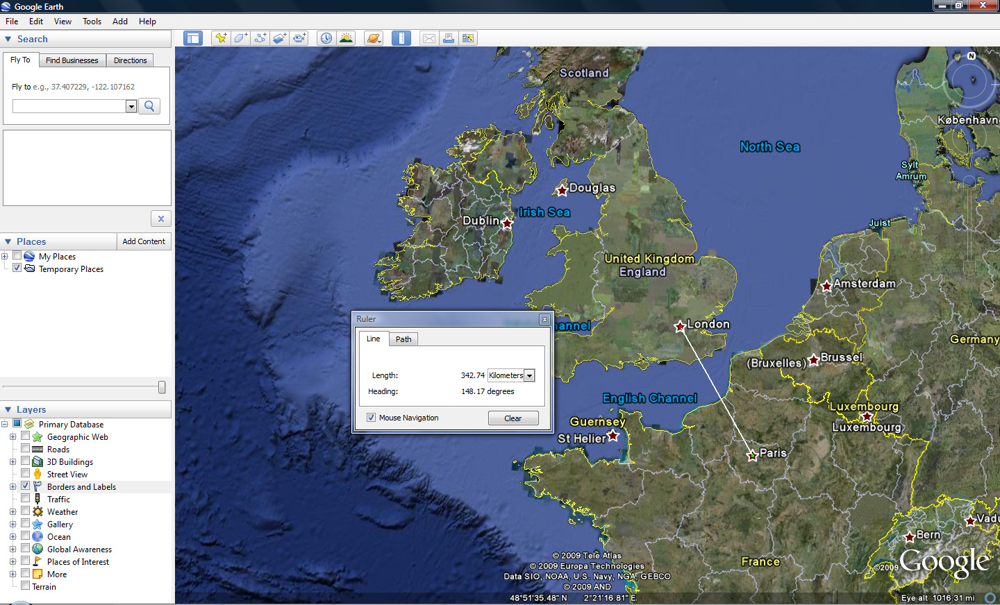 Google Earth
File Edit View Tools Add Help
Search
Fly To Find Businesses Directions
Fly to e.g., 37.407229, -122.107162
Places Add Content
My Places
Temporary Places
Layers
Primary Database
Geographic Web
Roads
3D Buildings
Street View
Borders and Labels
Traffic
Weather
Gallery
Ocean
Global Awareness
Places of Interest
More
Terrain
N
Scotland
København
North Sea
Sylt
Amrum
Douglas
Irish Sea
Dublin
Juist
United Kingdom
England
Amsterdam
London
hannel
Germany
(Bruxelles) Brussel
English Channel
Luxembourg
Luxembourg
Guernsey
St Helier
Paris
Vadu
Bern
France
Ruler
Line Path
Length: 342.74 Kilometers
Heading: 148.17 degrees
Mouse Navigation Clear
© 2009 Tele Atlas
© 2009 Europa Technologies
Data SIO, NOAA, U.S. Navy, NGA, GEBCO
© 2009 AND
©2009 Google™
48°51'35.48" N 2°21'16.81" E
Eye alt 1016.31 mi